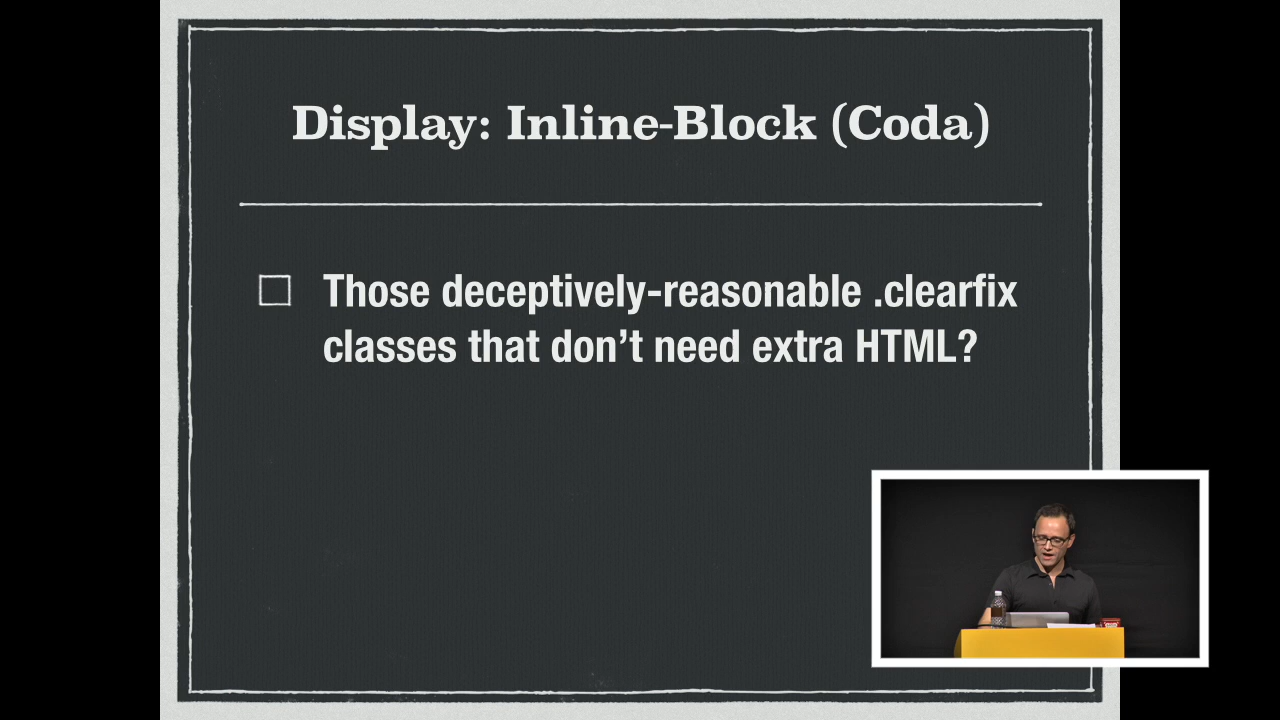 Display: Inline-Block (Coda)
Those deceptively-reasonable .clearfix
classes that don’t need extra HTML?